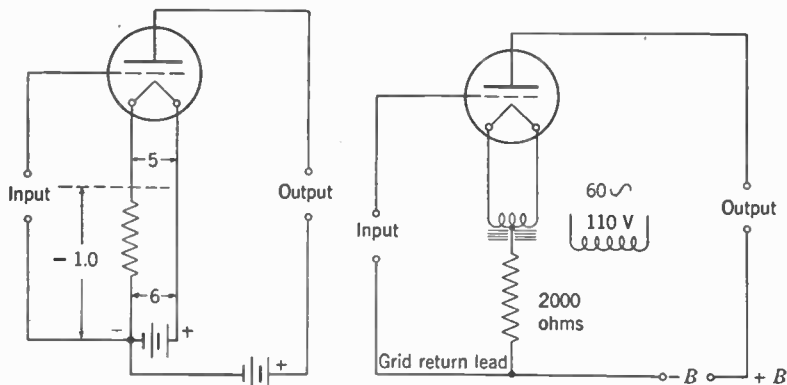 5
Input
Output
– 1.0
6
–
+
+
60 ∿
110 V
Input
Output
2000
ohms
Grid return lead
– B
+ B